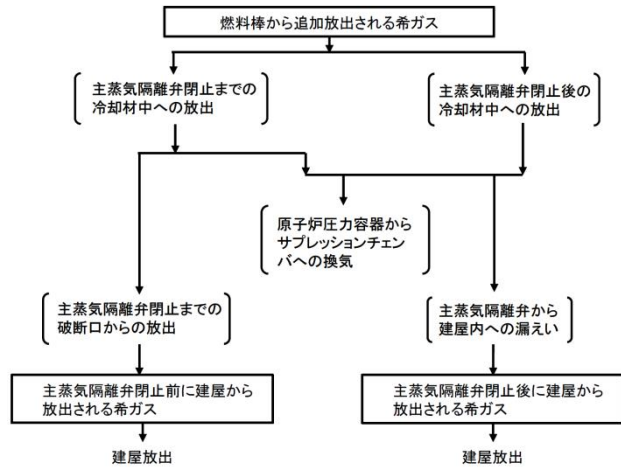 燃料棒から追加放出される希ガス
主蒸気隔離弁閉止までの
冷却材中への放出
主蒸気隔離弁閉止後の
冷却材中への放出
原子炉圧力容器から
サプレッションチェン
バへの換気
主蒸気隔離弁閉止までの
破断口からの放出
主蒸気隔離弁から
建屋内への漏えい
主蒸気隔離弁閉止前に建屋から
放出される希ガス
主蒸気隔離弁閉止後に建屋から
放出される希ガス
建屋放出
建屋放出